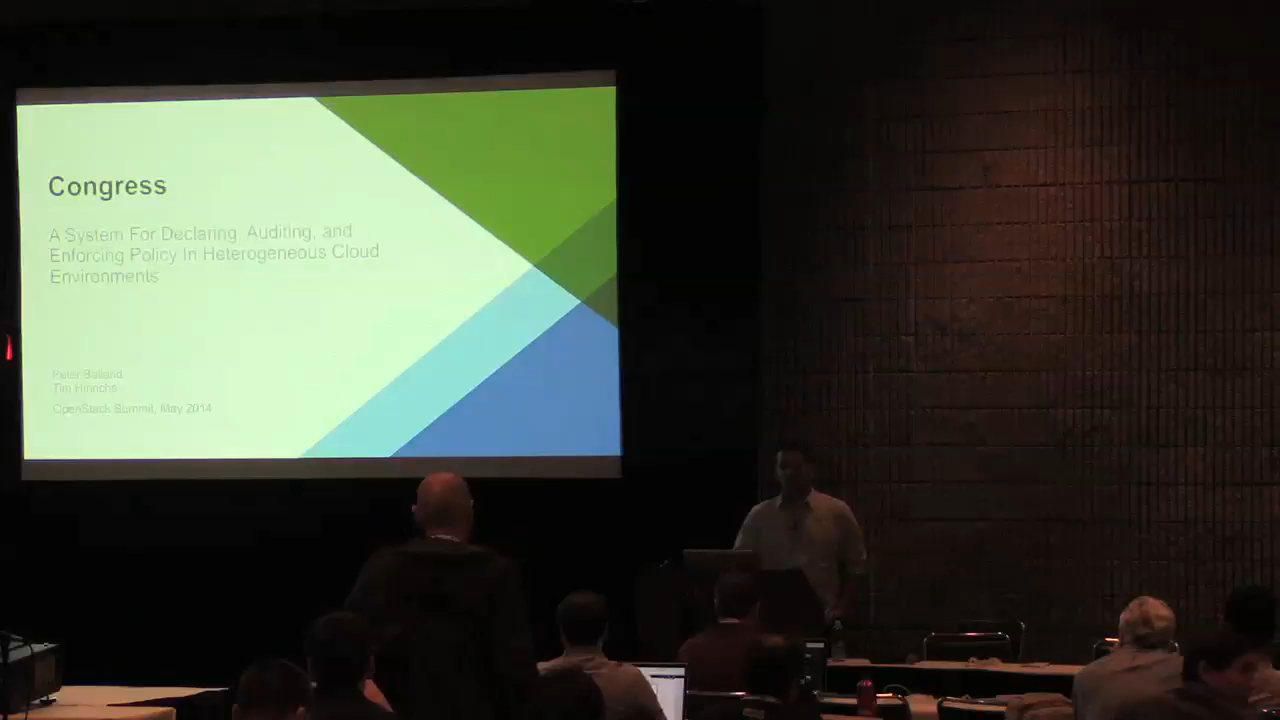 Congress
A System For Declaring, Auditing, and
Enforcing Policy In Heterogeneous Cloud
Environments
Peter Balland
Tim Hinrichs
OpenStack Summit, May 2014